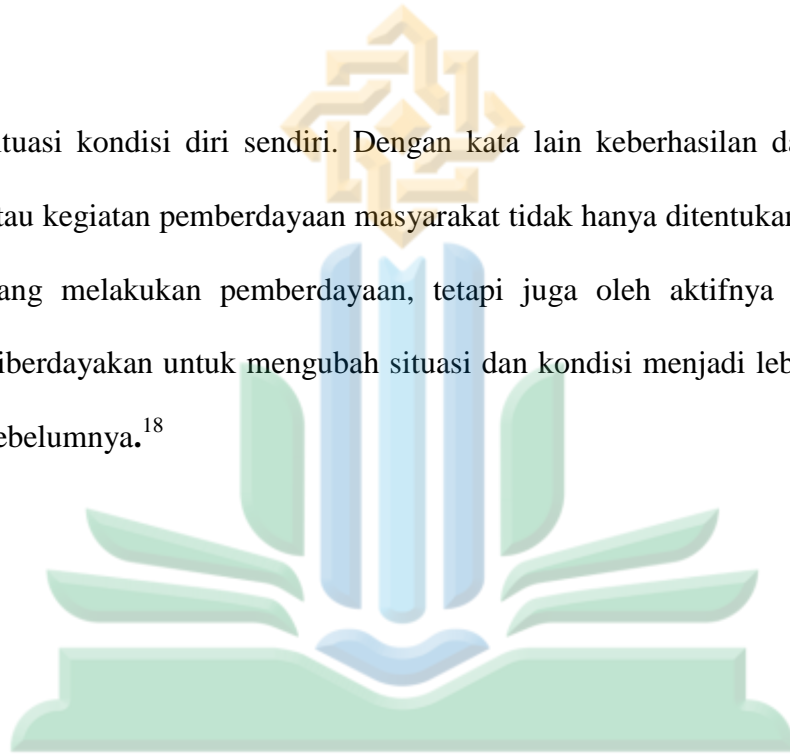 tuasi kondisi diri sendiri. Dengan kata lain keberhasilan da
tau kegiatan pemberdayaan masyarakat tidak hanya ditentukan
ang melakukan pemberdayaan, tetapi juga oleh aktifnya
iberdayakan untuk mengubah situasi dan kondisi menjadi leb
ebelumnya.18